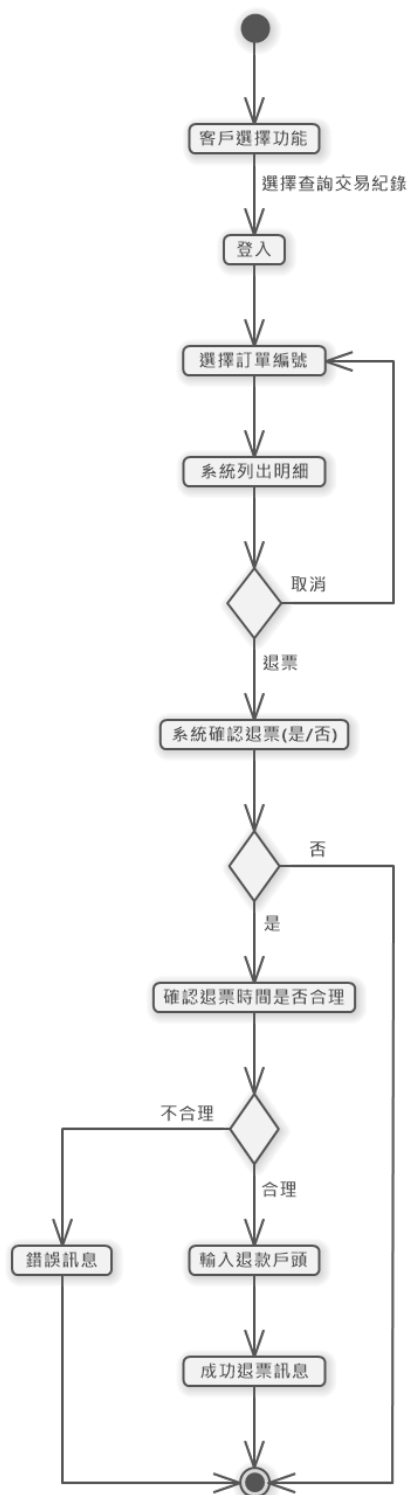 客戶選擇功能
選擇查詢交易紀錄
登入
選擇訂單編號
系統列出明細
取消
退票
系統確認退票(是/否)
否
是
確認退票時間是否合理
不合理
合理
錯誤訊息
輸入退款戶頭
成功退票訊息